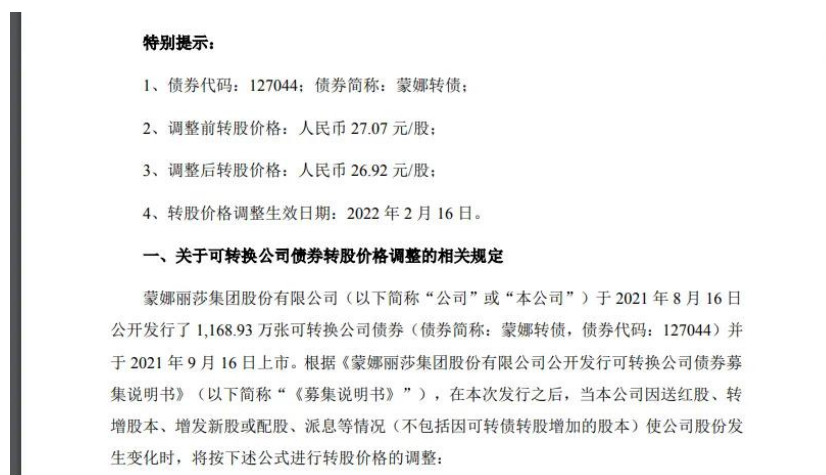 特别提示：
1、债券代码：127044；债券简称：蒙娜转债；
2、调整前转股价格：人民币 27.07 元/股；
3、调整后转股价格：人民币 26.92 元/股；
4、转股价格调整生效日期：2022 年 2 月 16 日。
一、关于可转换公司债券转股价格调整的相关规定
蒙娜丽莎集团股份有限公司（以下简称“公司”或“本公司”）于 2021 年 8 月 16 日
公开发行了 1,168.93 万张可转换公司债券（债券简称：蒙娜转债，债券代码：127044）并
于 2021 年 9 月 16 日上市。根据《蒙娜丽莎集团股份有限公司公开发行可转换公司债券募
集说明书》（以下简称“《募集说明书》”），在本次发行之后，当本公司因送红股、转
增股本、增发新股或配股、派息等情况（不包括因可转债转股增加的股本）使公司股份发
生变化时，将按下述公式进行转股价格的调整：